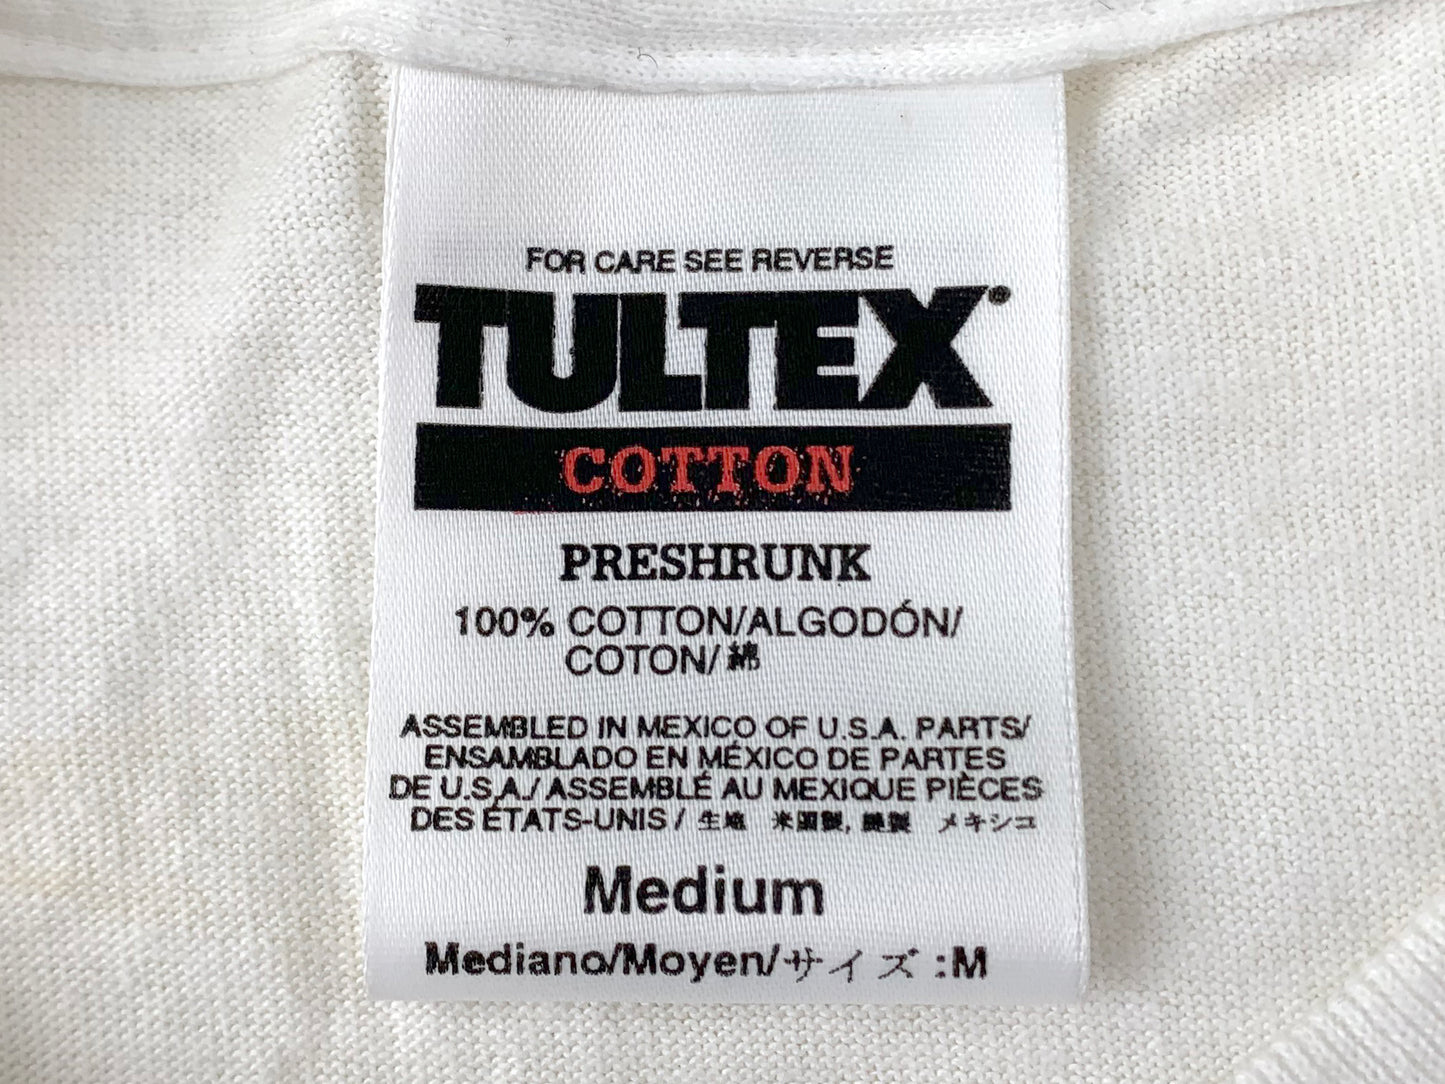 FOR CARE SEE REVERSE
TULTEX®
COTTON
PRESHRUNK
100% COTTON/ALGODÓN/
COTON/綿
ASSEMBLED IN MEXICO OF U.S.A. PARTS/
ENSAMBLADO EN MÉXICO DE PARTES
DE U.S.A./ASSEMBLÉ AU MEXIQUE PIÈCES
DES ÉTATS-UNIS / 生地 米国製, 縫製 メキシコ
Medium
Mediano/Moyen/サイズ :M